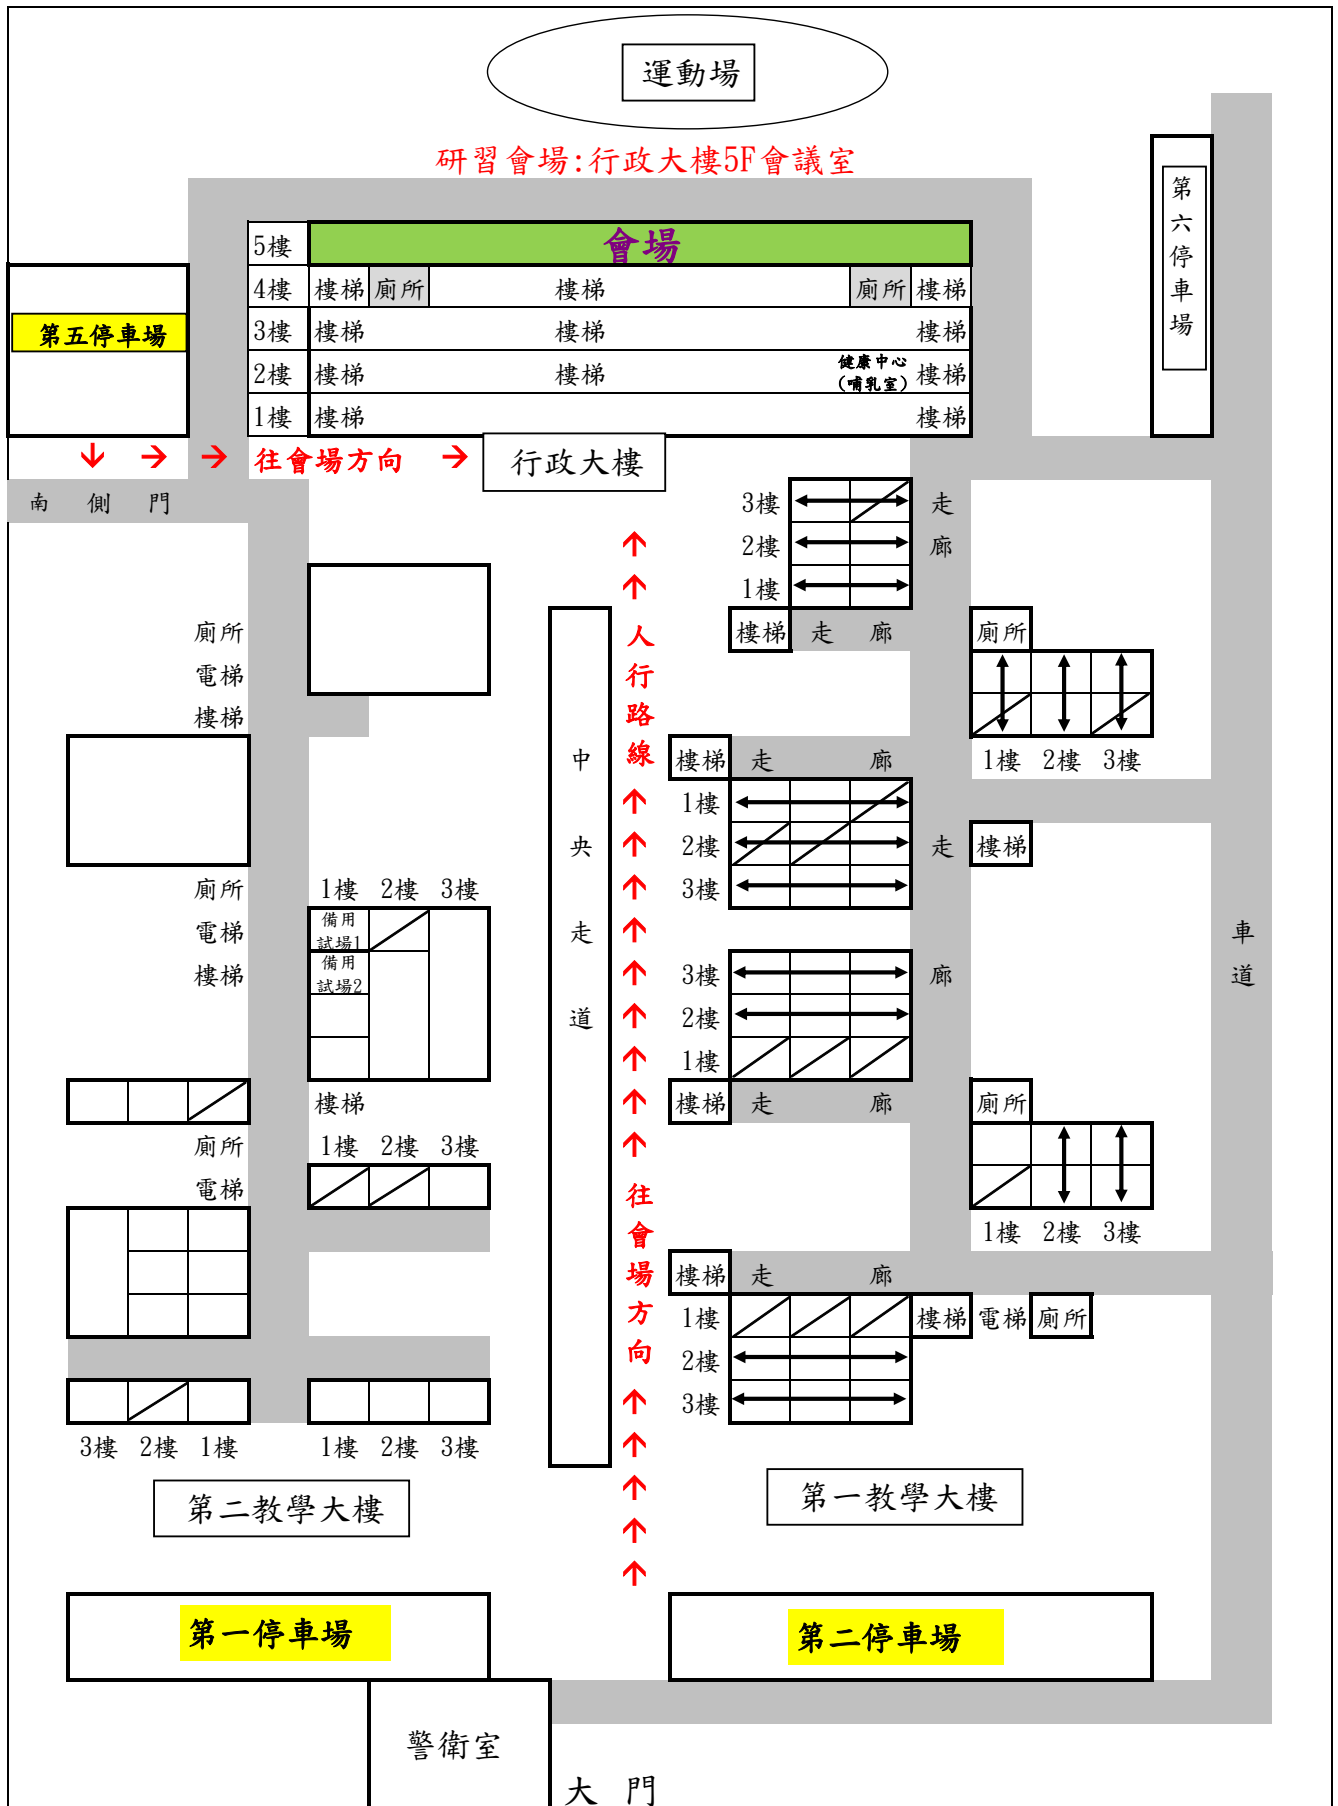 運動場
研習會場:行政大樓5F會議室
第六停車場
5樓 會場
4樓 樓梯 廁所 樓梯 廁所 樓梯
第五停車場
3樓 樓梯 樓梯 樓梯
2樓 樓梯 樓梯 健康中心 樓梯
(哺乳室)
1樓 樓梯 樓梯
往會場方向
行政大樓
南側門
3樓
2樓
1樓
走廊
樓梯 走廊
廁所
1樓 2樓 3樓
廁所
電梯
樓梯
人行路線
中央走道
樓梯 走廊
1樓
2樓
3樓
走廊
樓梯
車道
廁所
電梯
樓梯
1樓 2樓 3樓
備用
試場1
備用
試場2
樓梯
3樓
2樓
1樓
樓梯 走廊
廁所
1樓 2樓 3樓
廁所
電梯
1樓 2樓 3樓
往會場方向
樓梯 走廊
1樓 樓梯 電梯 廁所
2樓
3樓
3樓 2樓 1樓
1樓 2樓 3樓
第二教學大樓
第一教學大樓
第一停車場
第二停車場
警衛室
大門